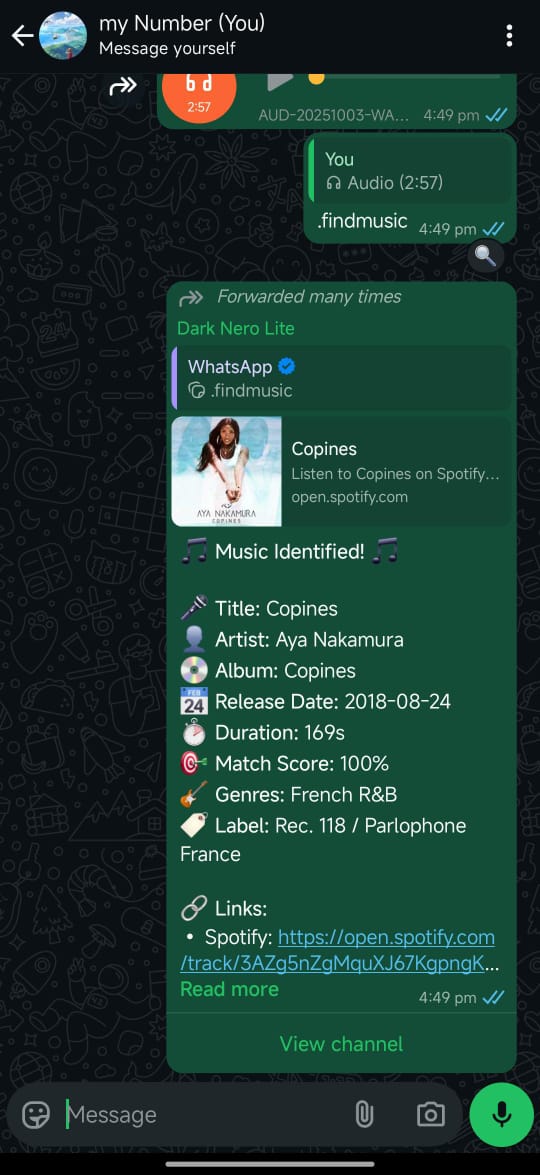 my Number (You)
Message yourself
2:57
AUD-20251003-WA... 4:49 pm
You
Audio (2:57)
.findmusic 4:49 pm
Forwarded many times
Dark Nero Lite
WhatsApp
.findmusic
AYA NAKAMURA
COPINES
Copines
Listen to Copines on Spotify...
open.spotify.com
🎵 Music Identified! 🎵
🎤 Title: Copines
👤 Artist: Aya Nakamura
💿 Album: Copines
📅 Release Date: 2018-08-24
⏱️ Duration: 169s
🎯 Match Score: 100%
🎸 Genres: French R&B
🏷️ Label: Rec. 118 / Parlophone
France
🔗 Links:
• Spotify: https://open.spotify.com
/track/3AZg5nZgMquXJ67KgpngK...
Read more 4:49 pm
View channel
Message